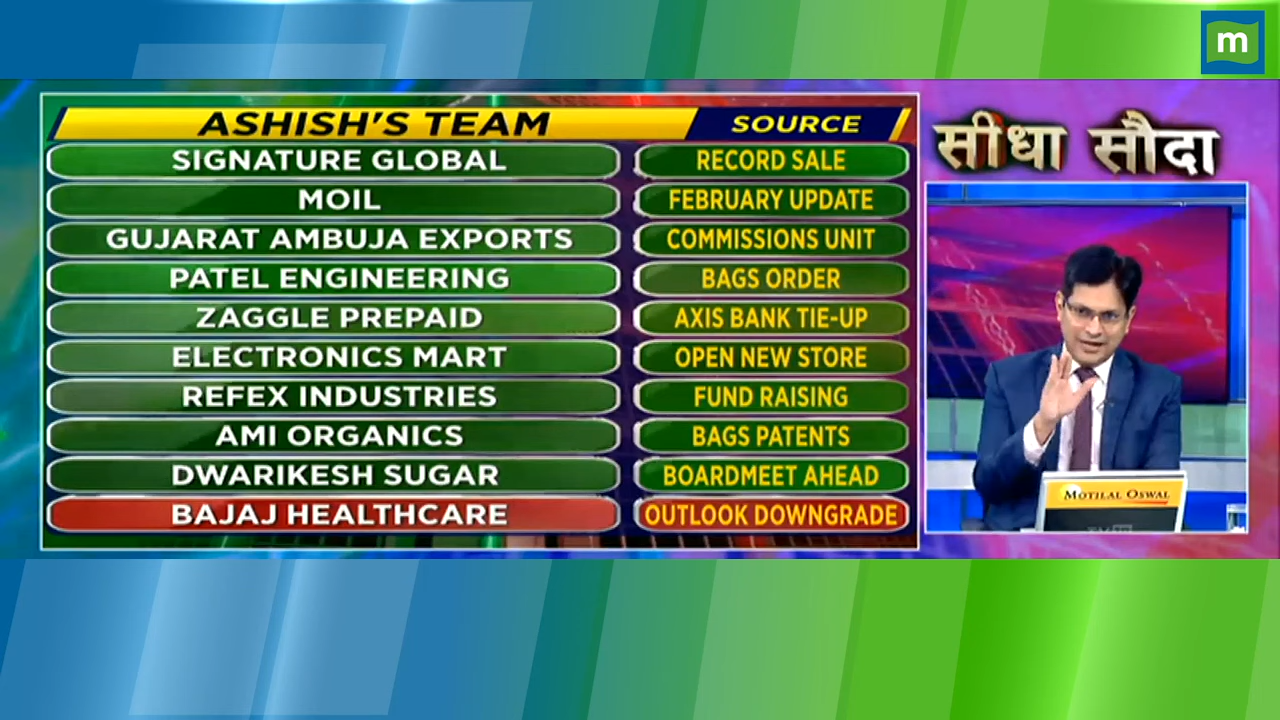 m
ASHISH'S TEAM SOURCE
सीधा सौदा
SIGNATURE GLOBAL RECORD SALE
MOIL FEBRUARY UPDATE
GUJARAT AMBUJA EXPORTS COMMISSIONS UNIT
PATEL ENGINEERING BAGS ORDER
ZAGGLE PREPAID AXIS BANK TIE-UP
ELECTRONICS MART OPEN NEW STORE
REFEX INDUSTRIES FUND RAISING
AMI ORGANICS BAGS PATENTS
DWARIKESH SUGAR BOARDMEET AHEAD
BAJAJ HEALTHCARE OUTLOOK DOWNGRADE
MOTILAL OSWAL